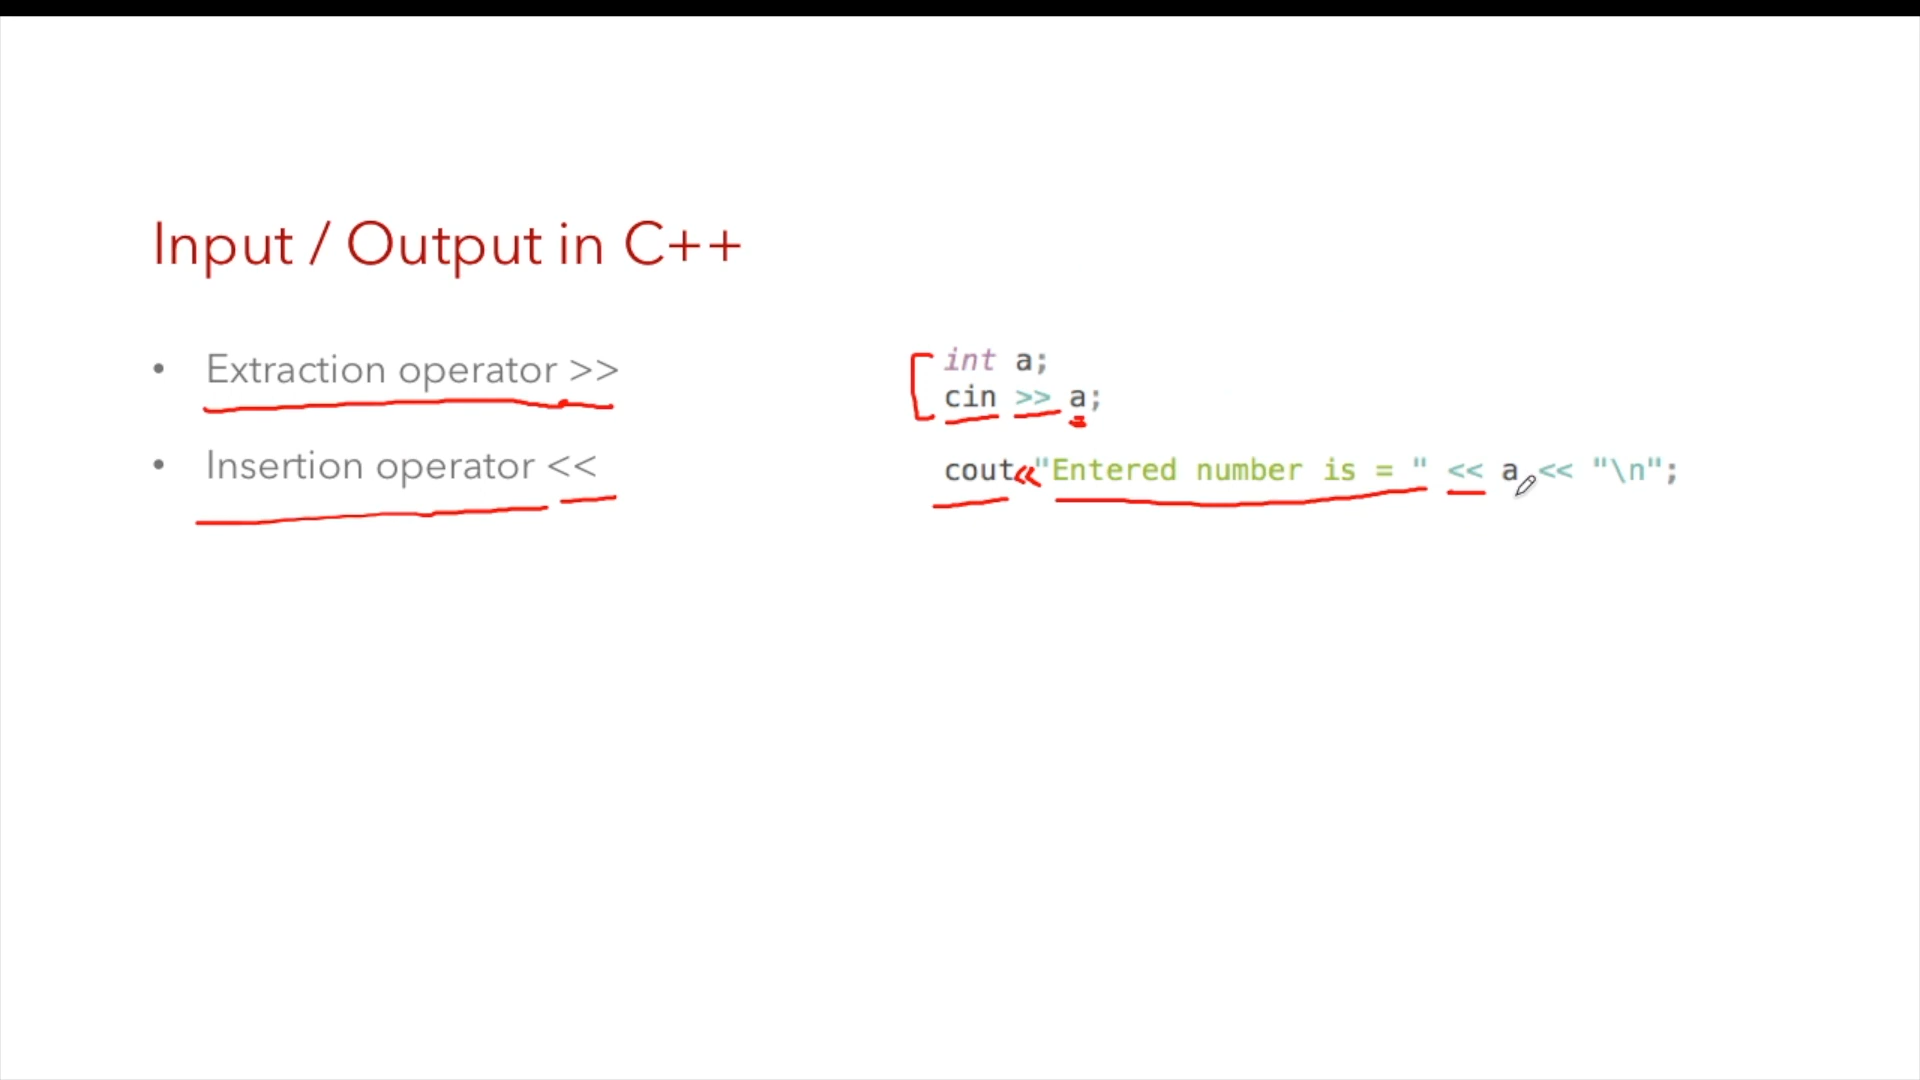 Input / Output in C++
• Extraction operator >>
• Insertion operator <<
int a;
cin >> a;
cout<<"Entered number is = " << a << "\n";